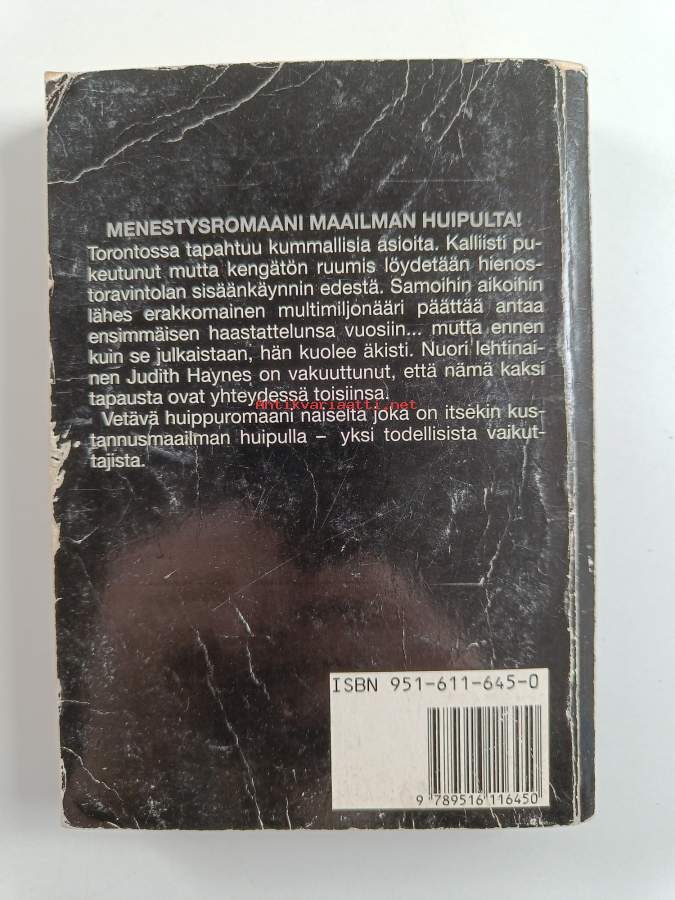 MENESTYSROMAANI MAAILMAN HUIPULTA!
Torontossa tapahtuu kummallisia asioita. Kalliisti pu-
keutunut mutta kengätön ruumis löydetään hienos-
toravintolan sisäänkäynnin edestä. Samoihin aikoihin
lähes erakkomainen multimiljonääri päättää antaa
ensimmäisen haastattelunsa vuosiin... mutta ennen
kuin se julkaistaan, hän kuolee äkisti. Nuori lehtinai-
nen Judith Haynes on vakuuttunut, että nämä kaksi
tapausta ovat yhteydessä toisiinsa.
Antikvariaatti.net
Vetävä huippuromaani naiselta joka on itsekin kus-
tannusmaailman huipulla – yksi todellisista vaikut-
tajista.
ISBN 951-611-645-0
9 789516 116450